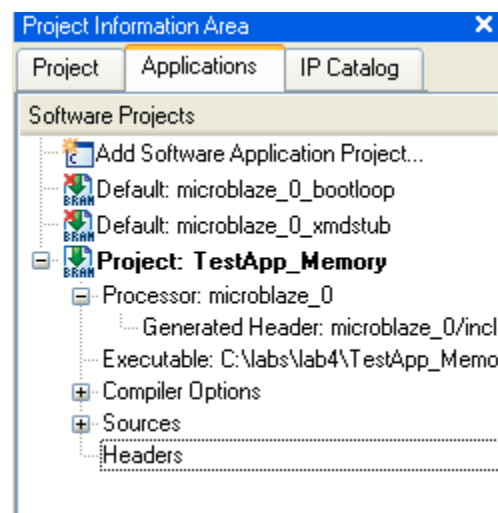 Project Information Area
Project Applications IP Catalog
Software Projects
Add Software Application Project...
BRAM Default: microblaze_0_bootloop
BRAM Default: microblaze_0_xmdstub
BRAM Project: TestApp_Memory
Processor: microblaze_0
Generated Header: microblaze_0/incl
Executable: C:\labs\lab4\TestApp_Memo
Compiler Options
Sources
Headers